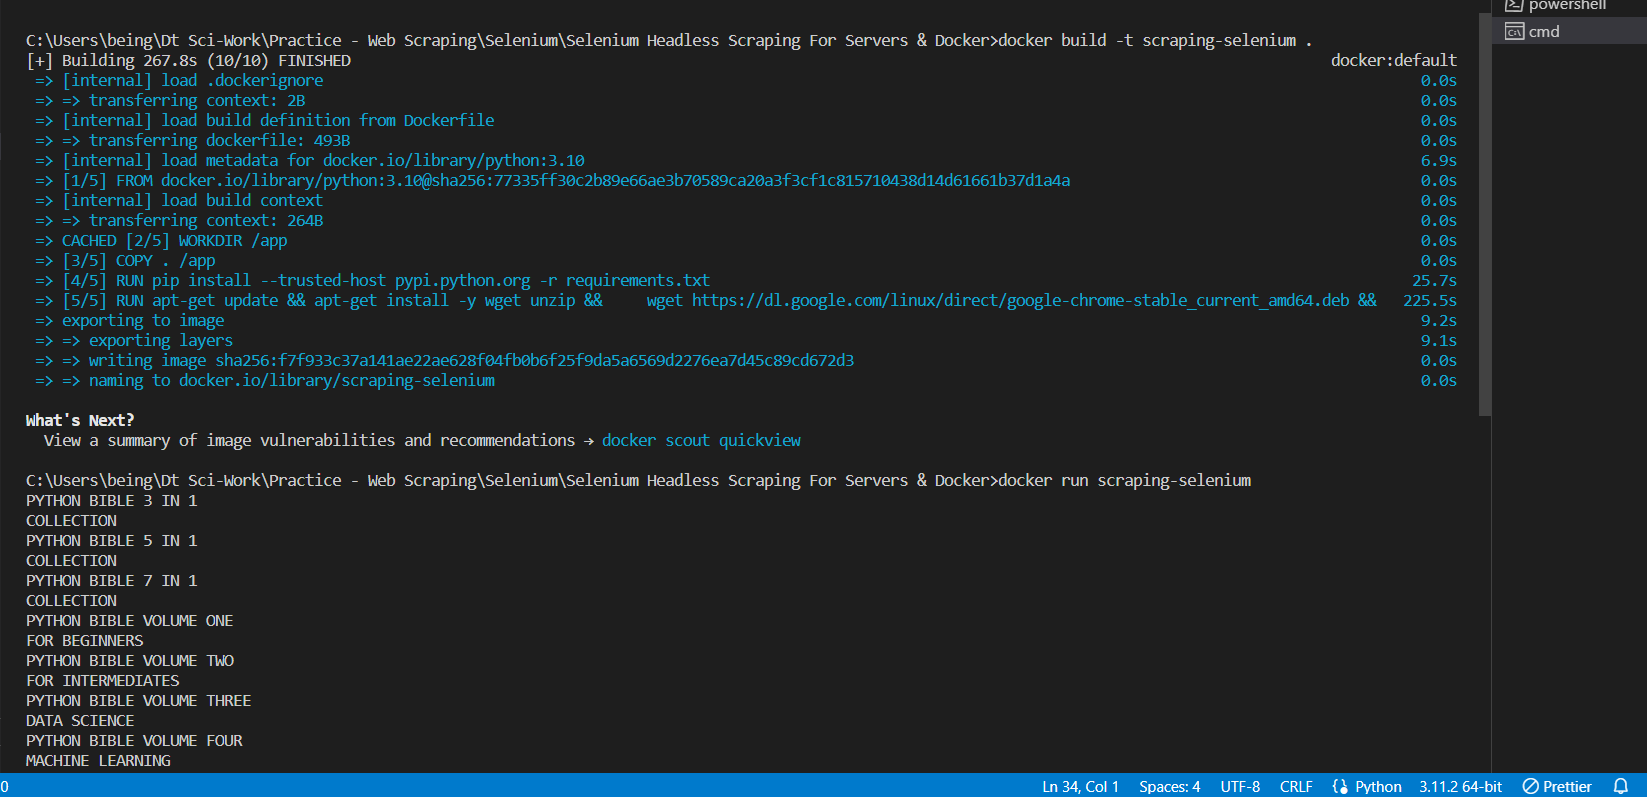 powershell
cmd
C:\Users\being\Dt Sci-Work\Practice - Web Scraping\Selenium\Selenium Headless Scraping For Servers & Docker>docker build -t scraping-selenium .
[+] Building 267.8s (10/10) FINISHED docker:default
=> [internal] load .dockerignore 0.0s
=> => transferring context: 2B 0.0s
=> [internal] load build definition from Dockerfile 0.0s
=> => transferring dockerfile: 493B 0.0s
=> [internal] load metadata for docker.io/library/python:3.10 6.9s
=> [1/5] FROM docker.io/library/python:3.10@sha256:77335ff30c2b89e66ae3b70589ca20a3f3cf1c815710438d14d61661b37d1a4a 0.0s
=> [internal] load build context 0.0s
=> => transferring context: 264B 0.0s
=> CACHED [2/5] WORKDIR /app 0.0s
=> [3/5] COPY . /app 0.0s
=> [4/5] RUN pip install --trusted-host pypi.python.org -r requirements.txt 25.7s
=> [5/5] RUN apt-get update && apt-get install -y wget unzip &&     wget https://dl.google.com/linux/direct/google-chrome-stable_current_amd64.deb && 225.5s
=> exporting to image 9.2s
=> => exporting layers 9.1s
=> => writing image sha256:f7f933c37a141ae22ae628f04fb0b6f25f9da5a6569d2276ea7d45c89cd672d3 0.0s
=> => naming to docker.io/library/scraping-selenium 0.0s
What's Next?
View a summary of image vulnerabilities and recommendations → docker scout quickview
C:\Users\being\Dt Sci-Work\Practice - Web Scraping\Selenium\Selenium Headless Scraping For Servers & Docker>docker run scraping-selenium
PYTHON BIBLE 3 IN 1
COLLECTION
PYTHON BIBLE 5 IN 1
COLLECTION
PYTHON BIBLE 7 IN 1
COLLECTION
PYTHON BIBLE VOLUME ONE
FOR BEGINNERS
PYTHON BIBLE VOLUME TWO
FOR INTERMEDIATES
PYTHON BIBLE VOLUME THREE
DATA SCIENCE
PYTHON BIBLE VOLUME FOUR
MACHINE LEARNING
0 Ln 34, Col 1 Spaces: 4 UTF-8 CRLF Python 3.11.2 64-bit Prettier